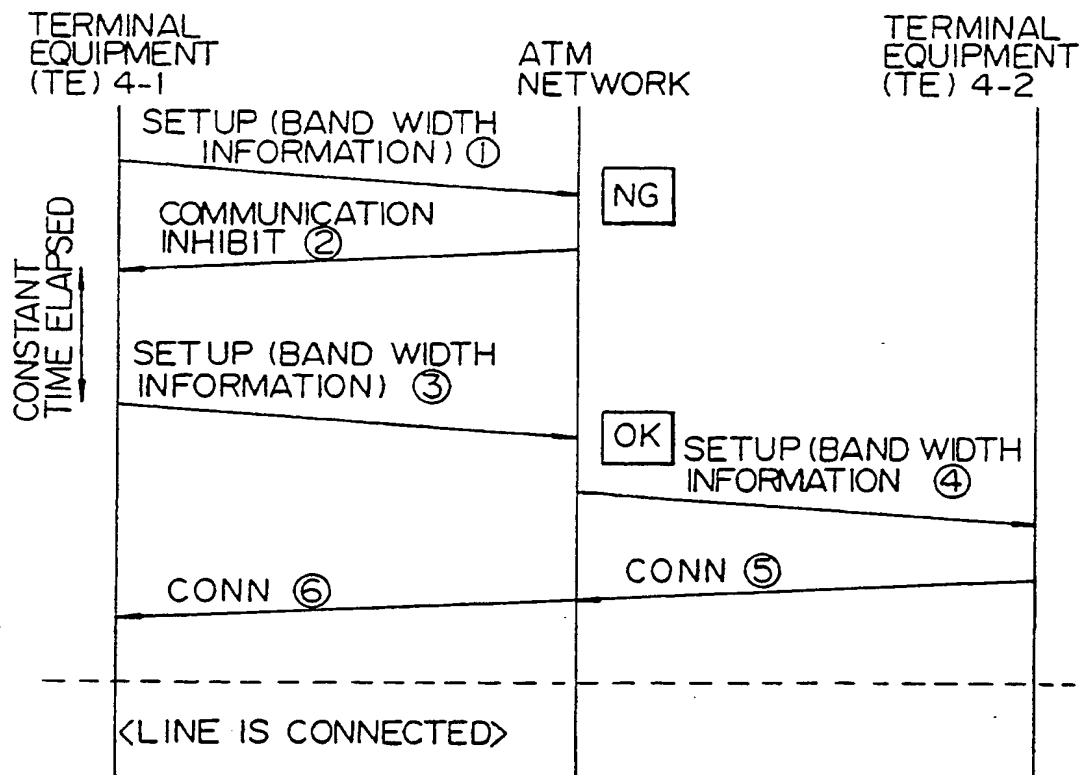 TERMINAL
EQUIPMENT
(TE) 4-1
ATM
NETWORK
TERMINAL
EQUIPMENT
(TE) 4-2
SETUP (BAND WIDTH
INFORMATION) ①
NG
COMMUNICATION
INHIBIT ②
CONSTANT
TIME ELAPSED
SETUP (BAND WIDTH
INFORMATION) ③
OK
SETUP (BAND WIDTH
INFORMATION ④
CONN ⑤
CONN ⑥
<LINE IS CONNECTED>